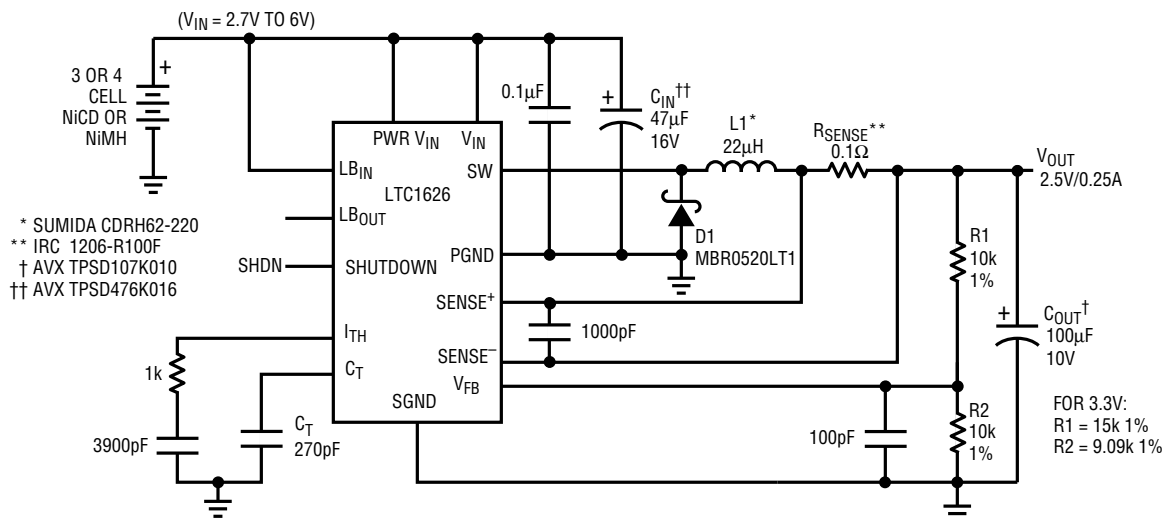 (VIN = 2.7V TO 6V)
3 OR 4
CELL
NiCD OR
NiMH
+
0.1µF
+
CIN††
47µF
16V
PWR VIN
VIN
LBIN
SW
LTC1626
LBOUT
SHDN
SHUTDOWN
PGND
SENSE+
ITH
SENSE–
CT
VFB
SGND
L1*
22µH
RSENSE**
0.1Ω
VOUT
2.5V/0.25A
D1
MBR0520LT1
R1
10k
1%
1000pF
+
COUT†
100µF
10V
* SUMIDA CDRH62-220
** IRC 1206-R100F
† AVX TPSD107K010
†† AVX TPSD476K016
1k
3900pF
CT
270pF
100pF
R2
10k
1%
FOR 3.3V:
R1 = 15k 1%
R2 = 9.09k 1%